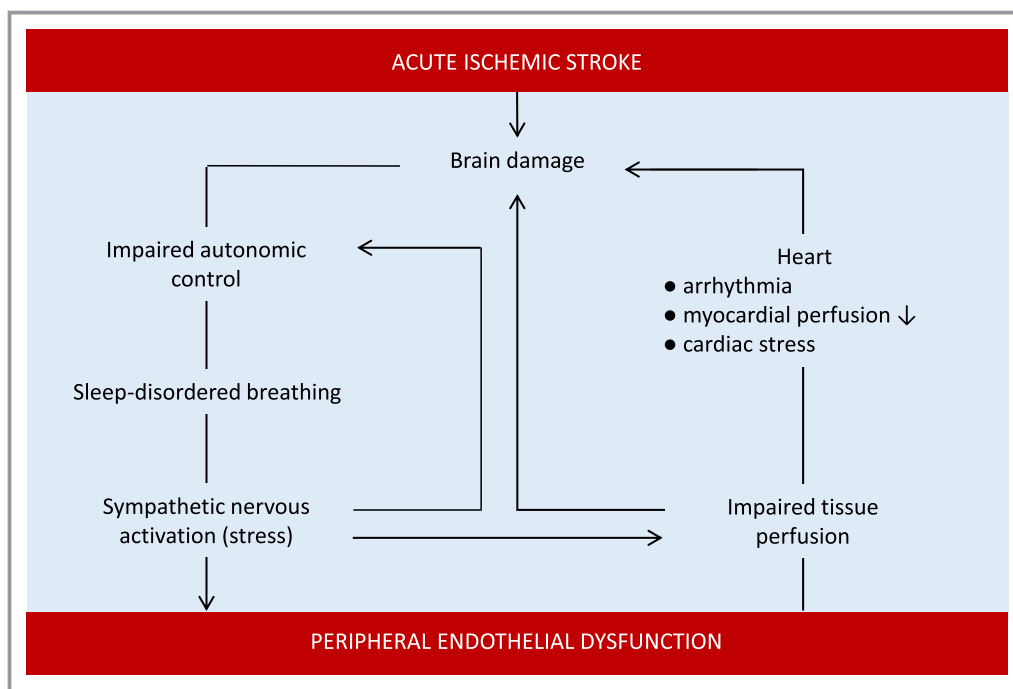 ACUTE ISCHEMIC STROKE
Brain damage
Impaired autonomic
control
Heart
● arrhythmia
● myocardial perfusion ↓
● cardiac stress
Sleep-disordered breathing
Sympathetic nervous
activation (stress)
Impaired tissue
perfusion
PERIPHERAL ENDOTHELIAL DYSFUNCTION